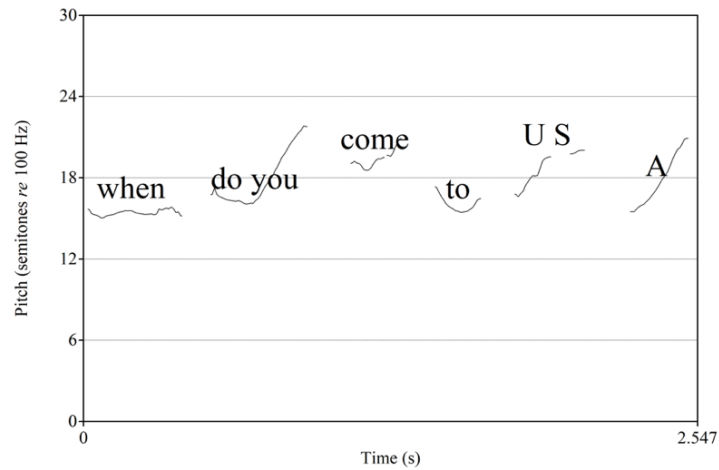 30
24
18
12
6
0
Pitch (semitones re 100 Hz)
when
do you
come
to
U S
A
0
2.547
Time (s)